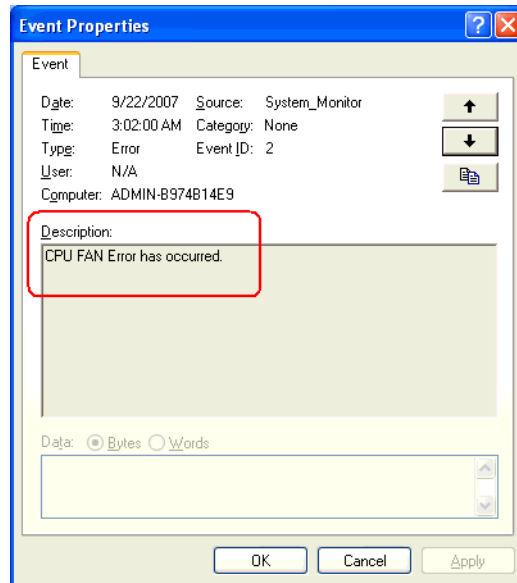 Event Properties
Event
Date: 9/22/2007 Source: System_Monitor
Time: 3:02:00 AM Category: None
Type: Error Event ID: 2
User: N/A
Computer: ADMIN-B974B14E9
Description:
CPU FAN Error has occurred.
Data: Bytes Words
OK Cancel Apply